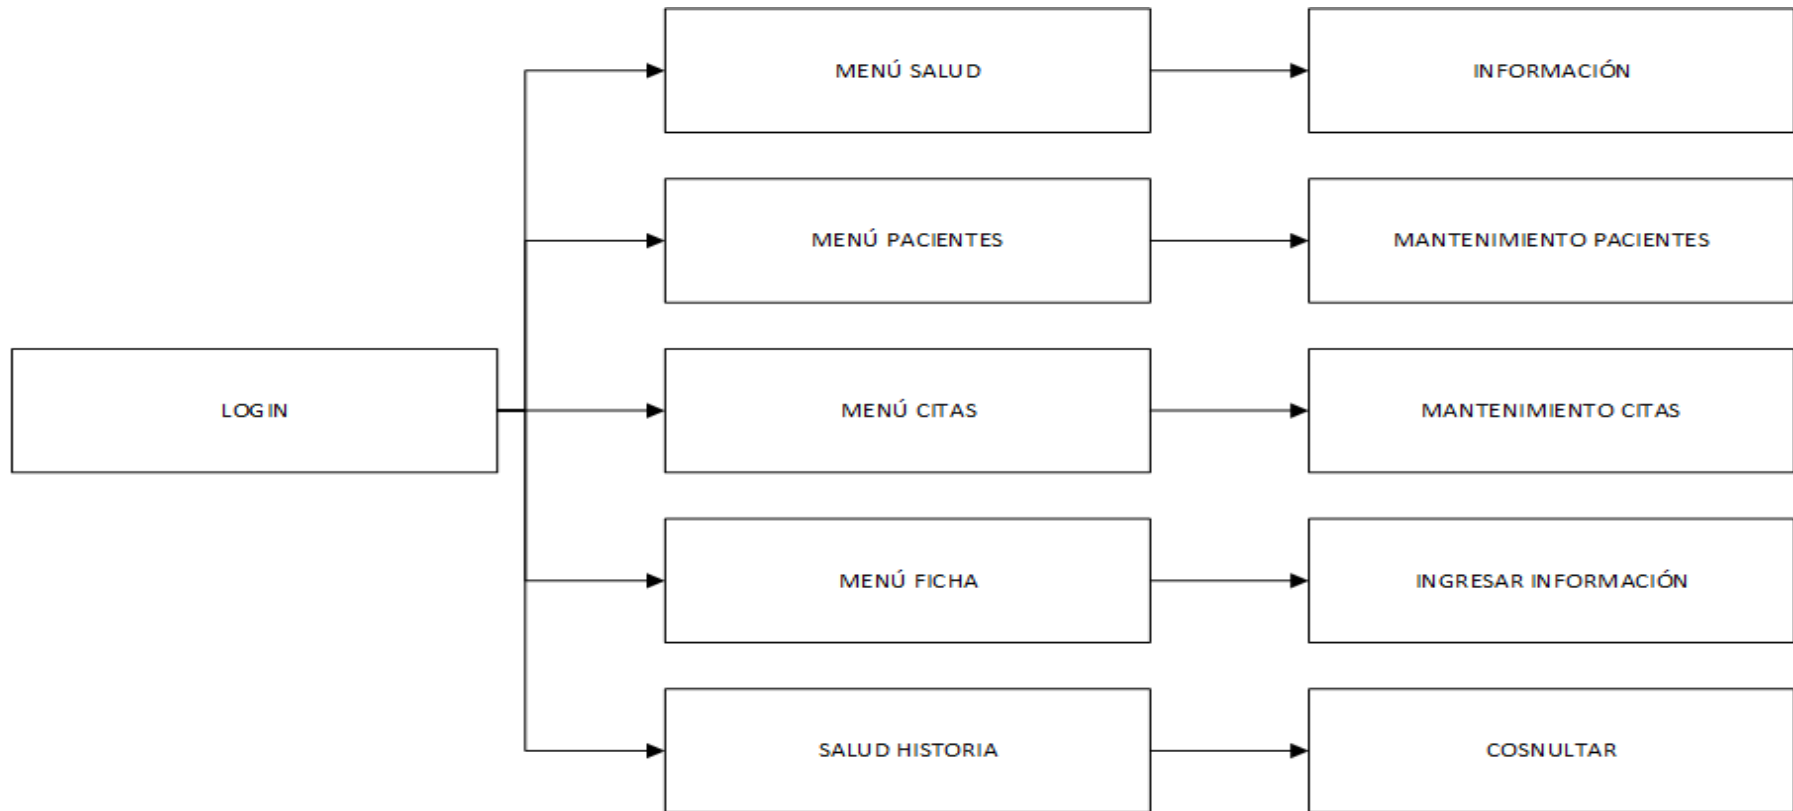 MENÚ SALUD
INFORMACIÓN
MENÚ PACIENTES
MANTENIMIENTO PACIENTES
LOGIN
MENÚ CITAS
MANTENIMIENTO CITAS
MENÚ FICHA
INGRESAR INFORMACIÓN
SALUD HISTORIA
COSNULTAR